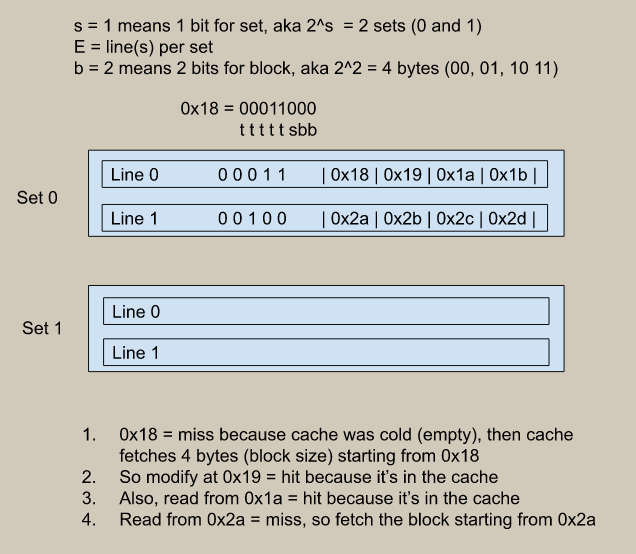 s = 1 means 1 bit for set, aka 2^s = 2 sets (0 and 1)
E = line(s) per set
b = 2 means 2 bits for block, aka 2^2 = 4 bytes (00, 01, 10 11)
0x18 = 00011000
t t t t t sbb
Set 0
Line 0 0 0 0 1 1 | 0x18 | 0x19 | 0x1a | 0x1b |
Line 1 0 0 1 0 0 | 0x2a | 0x2b | 0x2c | 0x2d |
Set 1
Line 0
Line 1
1. 0x18 = miss because cache was cold (empty), then cache
fetches 4 bytes (block size) starting from 0x18
2. So modify at 0x19 = hit because it's in the cache
3. Also, read from 0x1a = hit because it's in the cache
4. Read from 0x2a = miss, so fetch the block starting from 0x2a